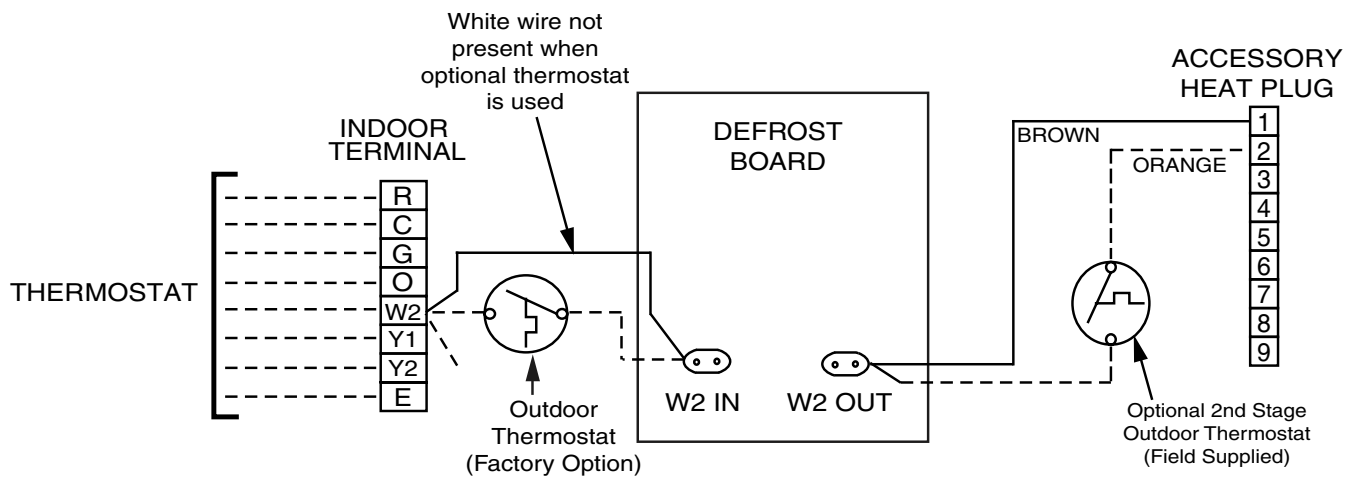 White wire not
present when
optional thermostat
is used
ACCESSORY
HEAT PLUG
INDOOR
TERMINAL
DEFROST
BOARD
BROWN
ORANGE
1
2
3
4
5
6
7
8
9
THERMOSTAT
R
C
G
O
W2
Y1
Y2
E
W2 IN
W2 OUT
Outdoor
Thermostat
(Factory Option)
Optional 2nd Stage
Outdoor Thermostat
(Field Supplied)